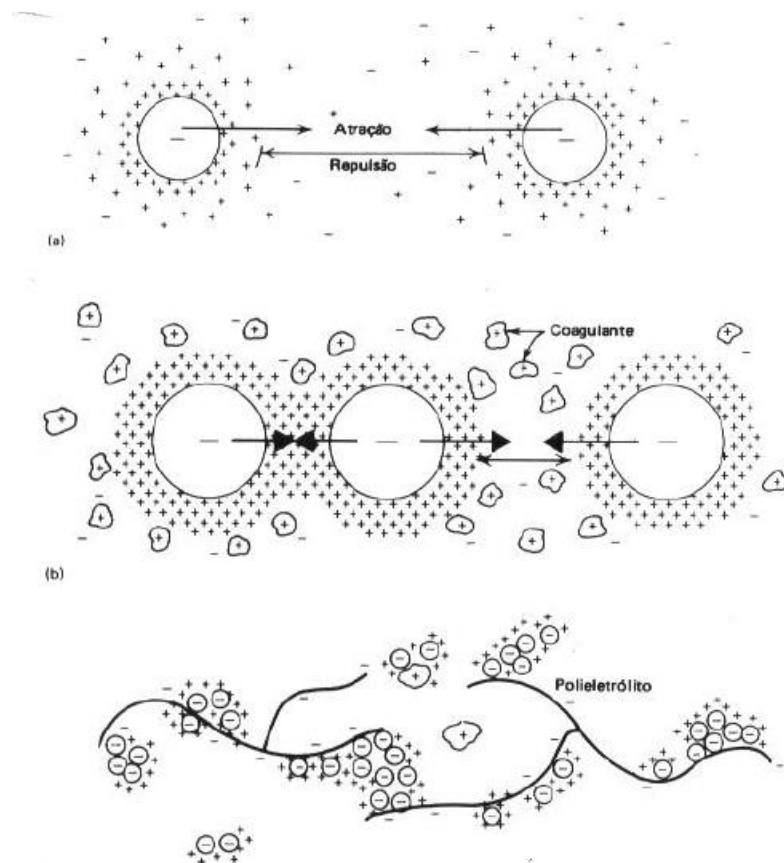 Atração
Repulsão
(a)
Coagulante
(b)
Polieletrólito